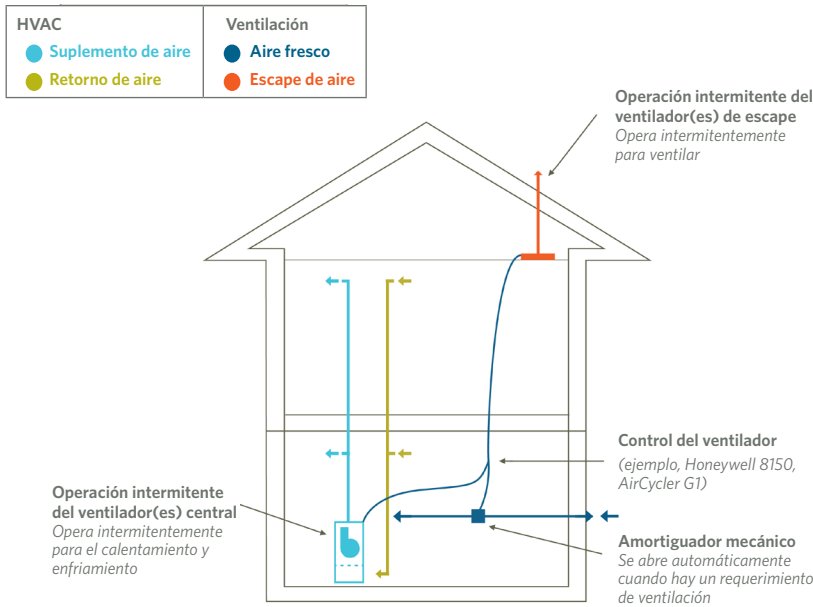 HVAC
Suplemento de aire
Retorno de aire
Ventilación
Aire fresco
Escape de aire
Operación intermitente del
ventilador(es) de escape
Opera intermitentemente
para ventilar
Control del ventilador
(ejemplo, Honeywell 8150,
AirCycler G1)
Operación intermitente
del ventilador(es) central
Opera intermitentemente
para el calentamiento y
enfriamiento
Amortiguador mecánico
Se abre automáticamente
cuando hay un requerimiento
de ventilación